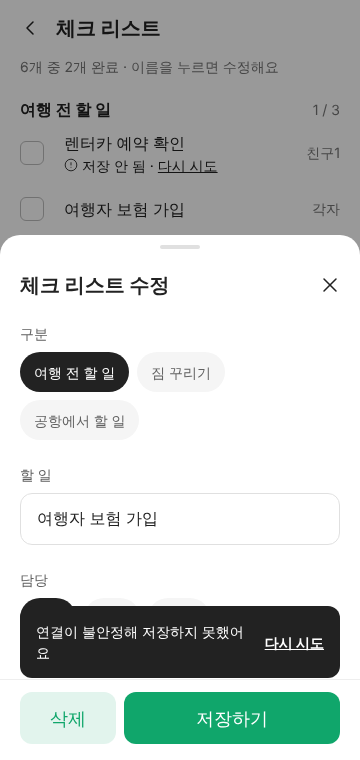 체크 리스트
6개 중 2개 완료 · 이름을 누르면 수정해요
여행 전 할 일 1 / 3
렌터카 예약 확인 친구1
저장 안 됨 · 다시 시도
여행자 보험 가입 각자
체크 리스트 수정
구분
여행 전 할 일 짐 꾸리기
공항에서 할 일
할 일
여행자 보험 가입
담당
연결이 불안정해 저장하지 못했어
요
다시 시도
삭제 저장하기